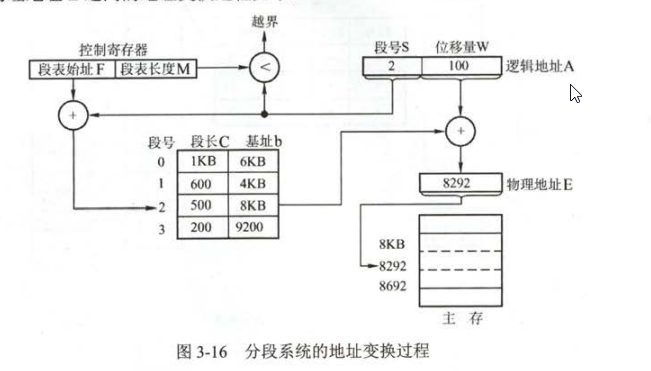 越界
控制寄存器
段表始址F 段表长度M
<
段号S 位移量W
2 100 逻辑地址A
+
+
段号 段长C 基址b
0 1KB 6KB
1 600 4KB
2 500 8KB
3 200 9200
8292 物理地址E
8KB
8292
8692
主 存
图 3-16 分段系统的地址变换过程